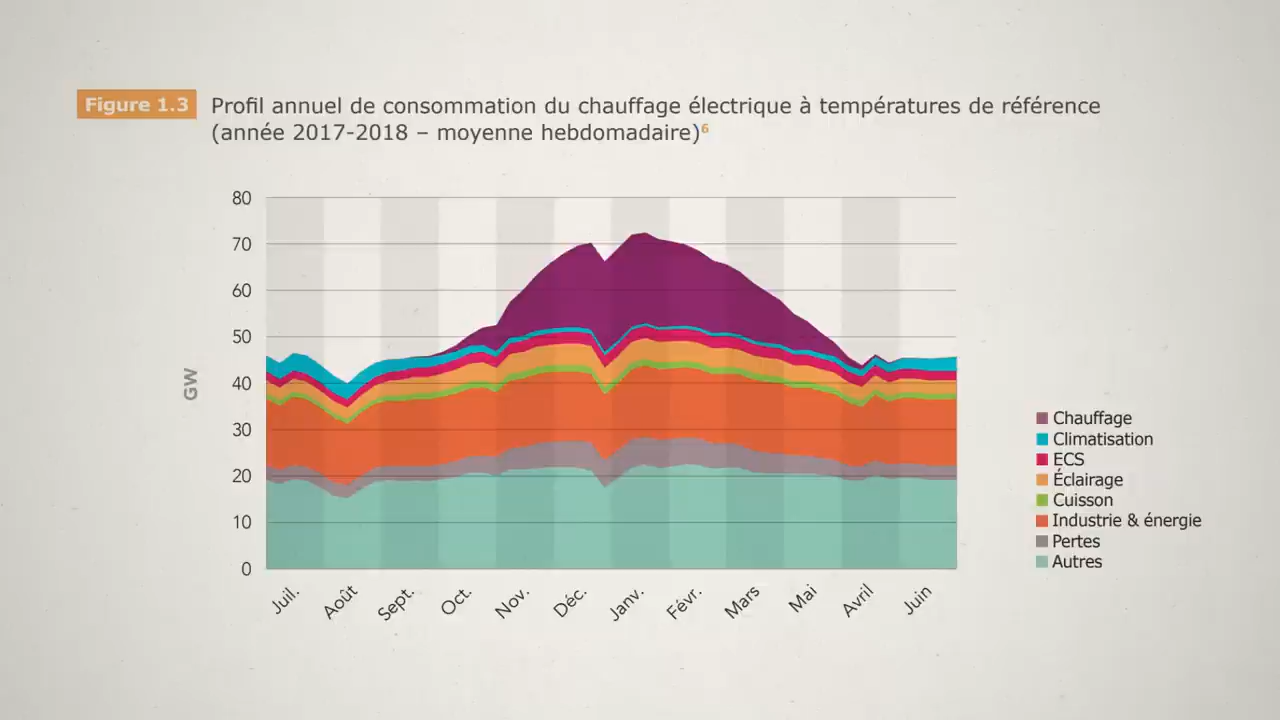 Figure 1.3
Profil annuel de consommation du chauffage électrique à températures de référence
(année 2017-2018 – moyenne hebdomadaire)⁶
80
70
60
50
40
30
20
10
0
GW
Juil.
Août
Sept.
Oct.
Nov.
Déc.
Janv.
Févr.
Mars
Mai
Avril
Juin
Chauffage
Climatisation
ECS
Éclairage
Cuisson
Industrie & énergie
Pertes
Autres